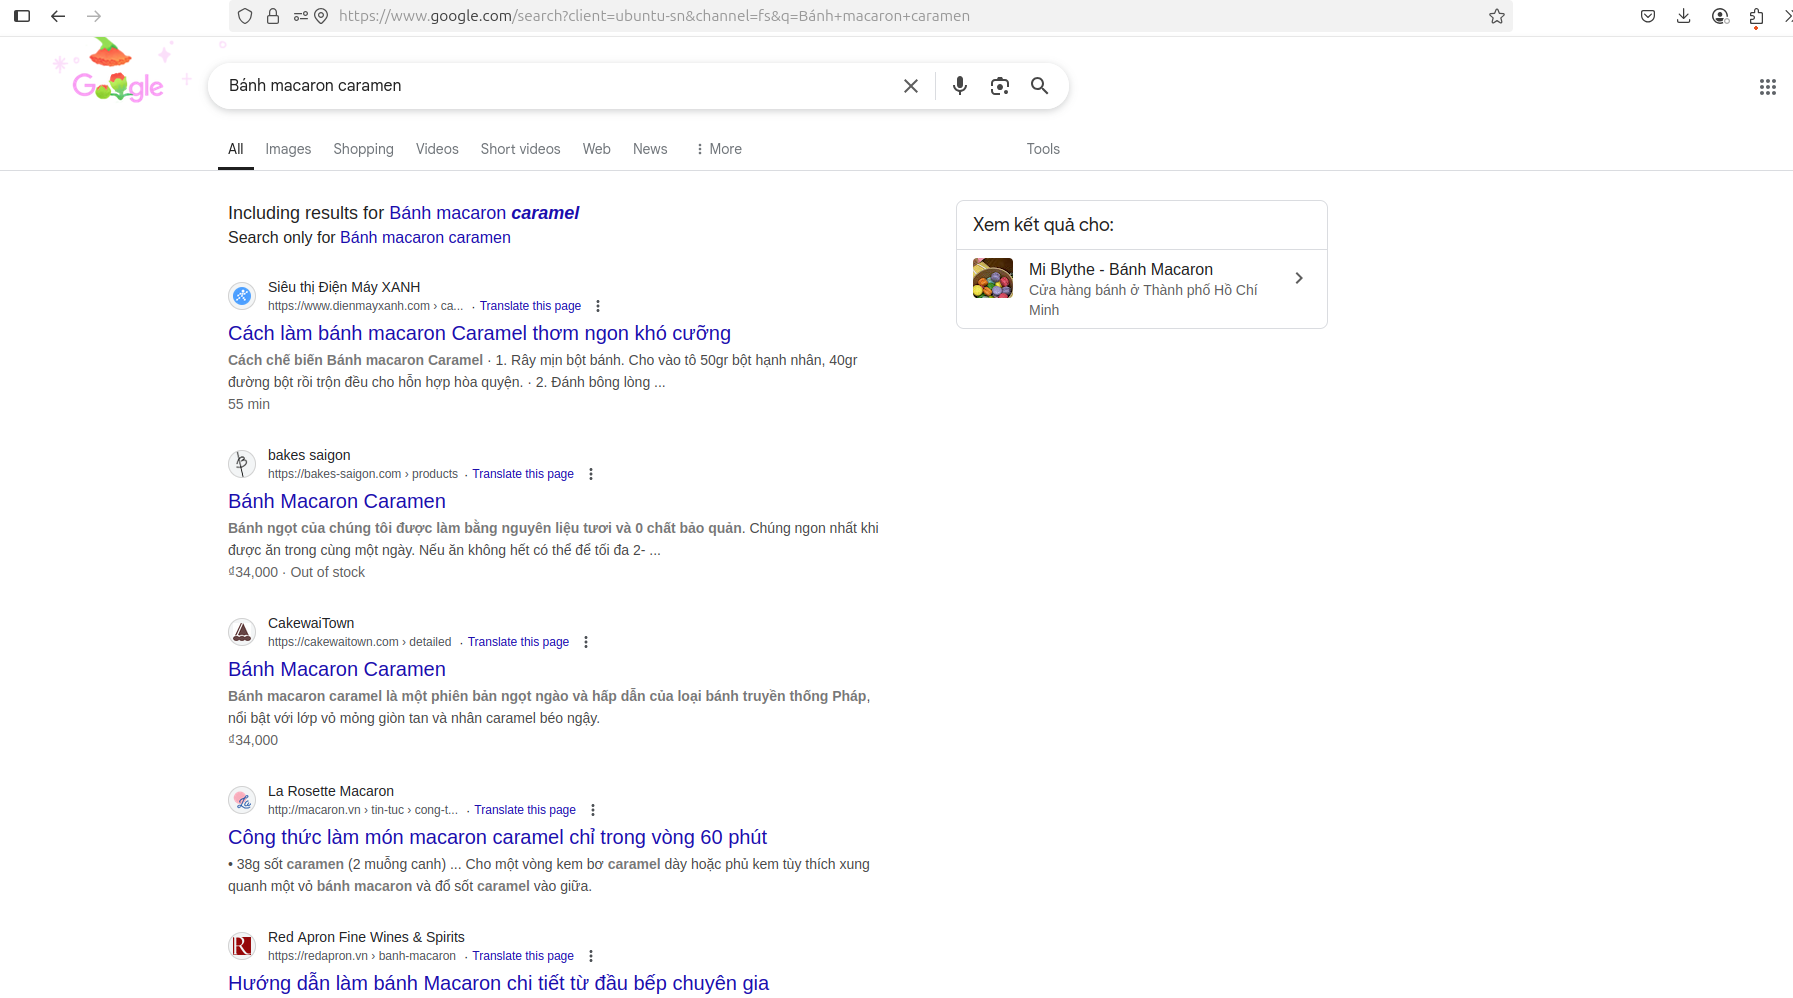 https://www.google.com/search?client=ubuntu-sn&channel=fs&q=Bánh+macaron+caramen
Google
Bánh macaron caramen
All Images Shopping Videos Short videos Web News More Tools
Including results for Bánh macaron caramel
Search only for Bánh macaron caramen
Siêu thị Điện Máy XANH
https://www.dienmayxanh.com › ca... · Translate this page
Cách làm bánh macaron Caramel thơm ngon khó cưỡng
Cách chế biến Bánh macaron Caramel · 1. Rây mịn bột bánh. Cho vào tô 50gr bột hạnh nhân, 40gr
đường bột rồi trộn đều cho hỗn hợp hòa quyện. · 2. Đánh bông lòng ...
55 min
bakes saigon
https://bakes-saigon.com › products · Translate this page
Bánh Macaron Caramen
Bánh ngọt của chúng tôi được làm bằng nguyên liệu tươi và 0 chất bảo quản. Chúng ngon nhất khi
được ăn trong cùng một ngày. Nếu ăn không hết có thể để tối đa 2- ...
₫34,000 · Out of stock
CakewaiTown
https://cakewaitown.com › detailed · Translate this page
Bánh Macaron Caramen
Bánh macaron caramel là một phiên bản ngọt ngào và hấp dẫn của loại bánh truyền thống Pháp,
nổi bật với lớp vỏ mỏng giòn tan và nhân caramel béo ngậy.
₫34,000
La Rosette Macaron
http://macaron.vn › tin-tuc › cong-t... · Translate this page
Công thức làm món macaron caramel chỉ trong vòng 60 phút
• 38g sốt caramen (2 muỗng canh) ... Cho một vòng kem bơ caramel dày hoặc phủ kem tùy thích xung
quanh một vỏ bánh macaron và đổ sốt caramel vào giữa.
Red Apron Fine Wines & Spirits
https://redapron.vn › banh-macaron · Translate this page
Hướng dẫn làm bánh Macaron chi tiết từ đầu bếp chuyên gia
Xem kết quả cho:
Mi Blythe - Bánh Macaron
Cửa hàng bánh ở Thành phố Hồ Chí
Minh